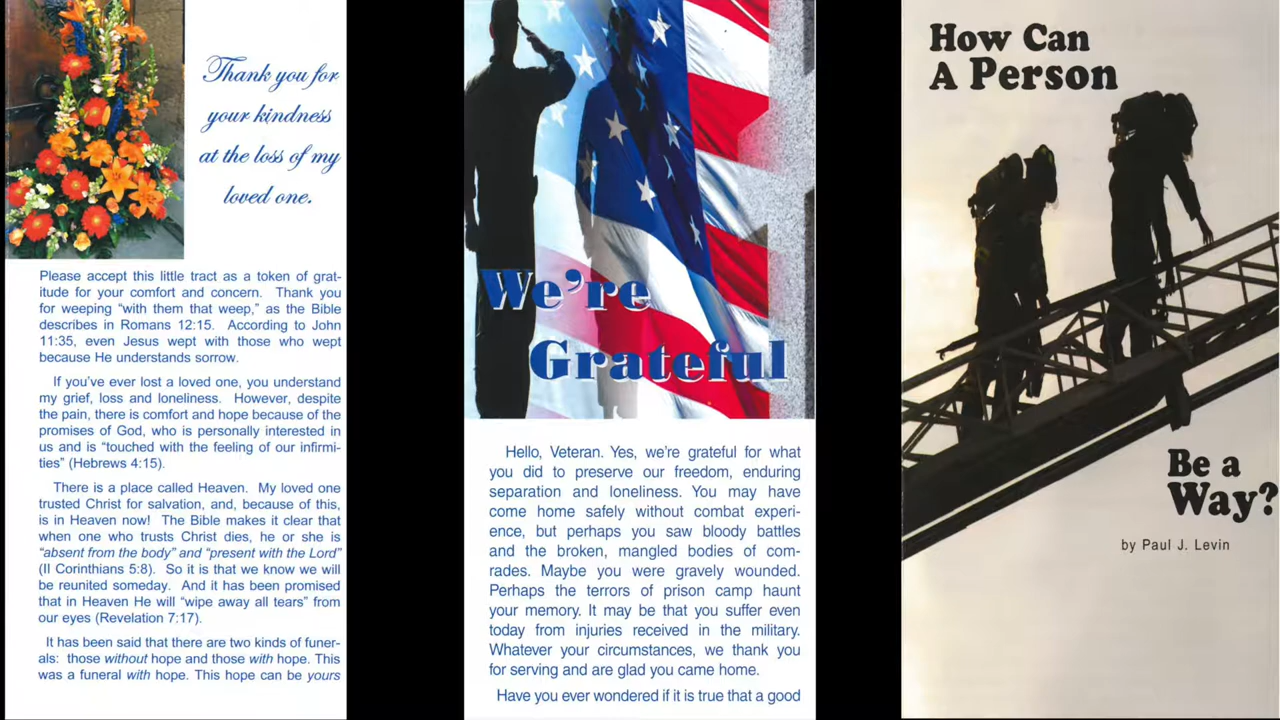 Thank you for
your kindness
at the loss of my
loved one.
Please accept this little tract as a token of grat-
itude for your comfort and concern. Thank you
for weeping “with them that weep,” as the Bible
describes in Romans 12:15. According to John
11:35, even Jesus wept with those who wept
because He understands sorrow.
If you’ve ever lost a loved one, you understand
my grief, loss and loneliness. However, despite
the pain, there is comfort and hope because of the
promises of God, who is personally interested in
us and is “touched with the feeling of our infirmi-
ties” (Hebrews 4:15).
There is a place called Heaven. My loved one
trusted Christ for salvation, and, because of this,
is in Heaven now! The Bible makes it clear that
when one who trusts Christ dies, he or she is
“absent from the body” and “present with the Lord”
(II Corinthians 5:8). So it is that we know we will
be reunited someday. And it has been promised
that in Heaven He will “wipe away all tears” from
our eyes (Revelation 7:17).
It has been said that there are two kinds of funer-
als: those without hope and those with hope. This
was a funeral with hope. This hope can be yours
We’re
Grateful
Hello, Veteran. Yes, we’re grateful for what
you did to preserve our freedom, enduring
separation and loneliness. You may have
come home safely without combat experi-
ence, but perhaps you saw bloody battles
and the broken, mangled bodies of com-
rades. Maybe you were gravely wounded.
Perhaps the terrors of prison camp haunt
your memory. It may be that you suffer even
today from injuries received in the military.
Whatever your circumstances, we thank you
for serving and are glad you came home.
Have you ever wondered if it is true that a good
How Can
A Person
Be a
Way?
by Paul J. Levin